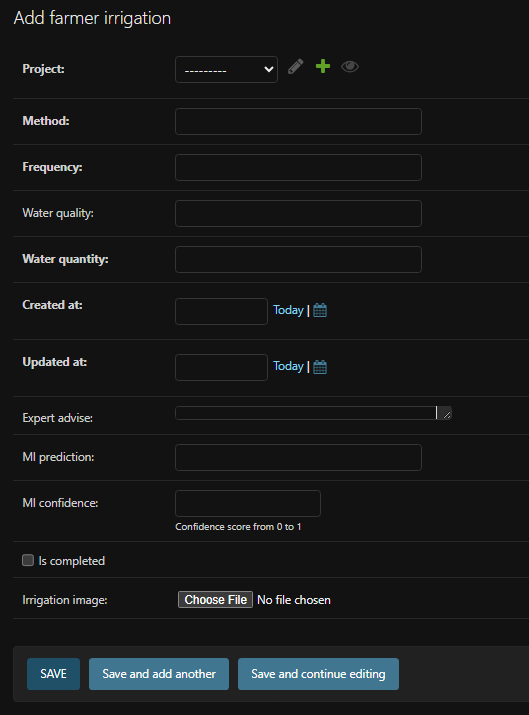 Add farmer irrigation
Project: ---------
Method:
Frequency:
Water quality:
Water quantity:
Created at: Today |
Updated at: Today |
Expert advise:
Ml prediction:
Ml confidence:
Confidence score from 0 to 1
Is completed
Irrigation image: Choose File No file chosen
SAVE Save and add another Save and continue editing